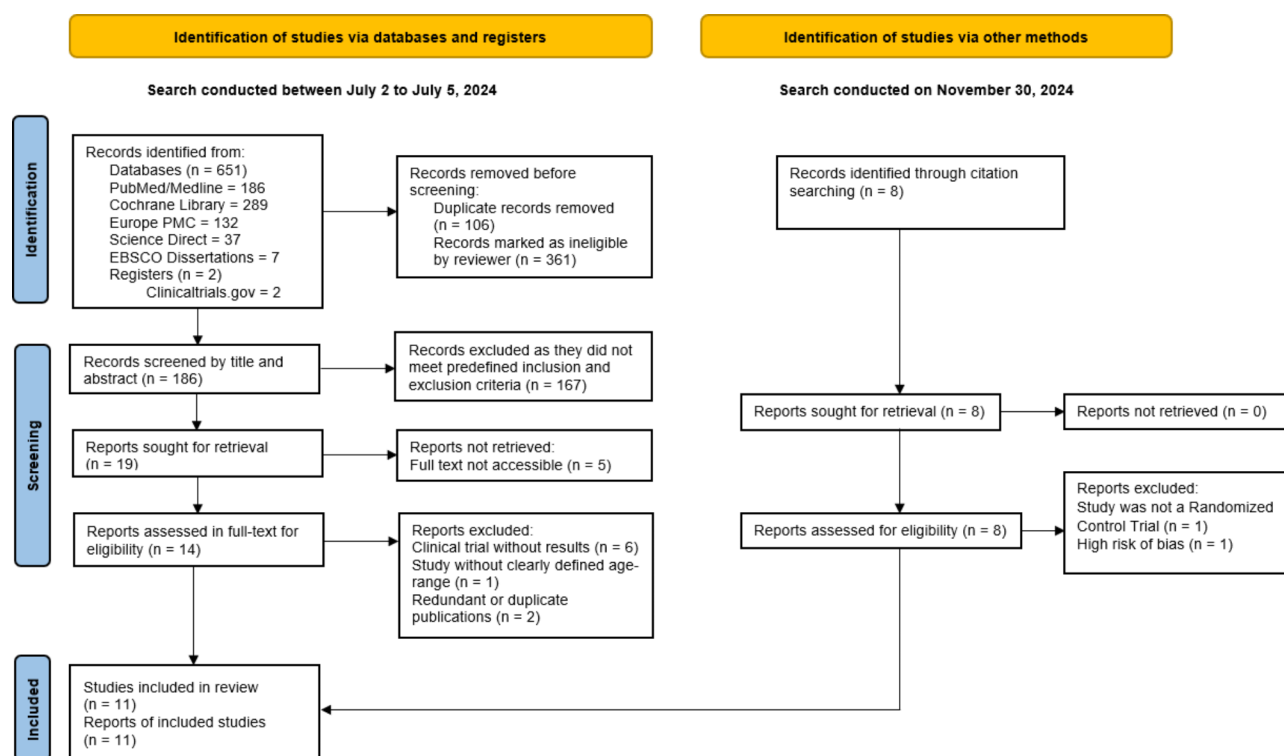 Identification of studies via databases and registers
Identification of studies via other methods
Search conducted between July 2 to July 5, 2024
Search conducted on November 30, 2024
Identification
Records identified from:
Databases (n = 651)
PubMed/Medline = 186
Cochrane Library = 289
Europe PMC = 132
Science Direct = 37
EBSCO Dissertations = 7
Registers (n = 2)
Clinicaltrials.gov = 2
Records removed before
screening:
Duplicate records removed
(n = 106)
Records marked as ineligible
by reviewer (n = 361)
Records identified through citation
searching (n = 8)
Screening
Records screened by title and
abstract (n = 186)
Records excluded as they did not
meet predefined inclusion and
exclusion criteria (n = 167)
Reports sought for retrieval
(n = 19)
Reports not retrieved:
Full text not accessible (n = 5)
Reports sought for retrieval (n = 8)
Reports not retrieved (n = 0)
Reports assessed in full-text for
eligibility (n = 14)
Reports excluded:
Clinical trial without results (n = 6)
Study without clearly defined age-
range (n = 1)
Redundant or duplicate
publications (n = 2)
Reports assessed for eligibility (n = 8)
Reports excluded:
Study was not a Randomized
Control Trial (n = 1)
High risk of bias (n = 1)
Included
Studies included in review
(n = 11)
Reports of included studies
(n = 11)